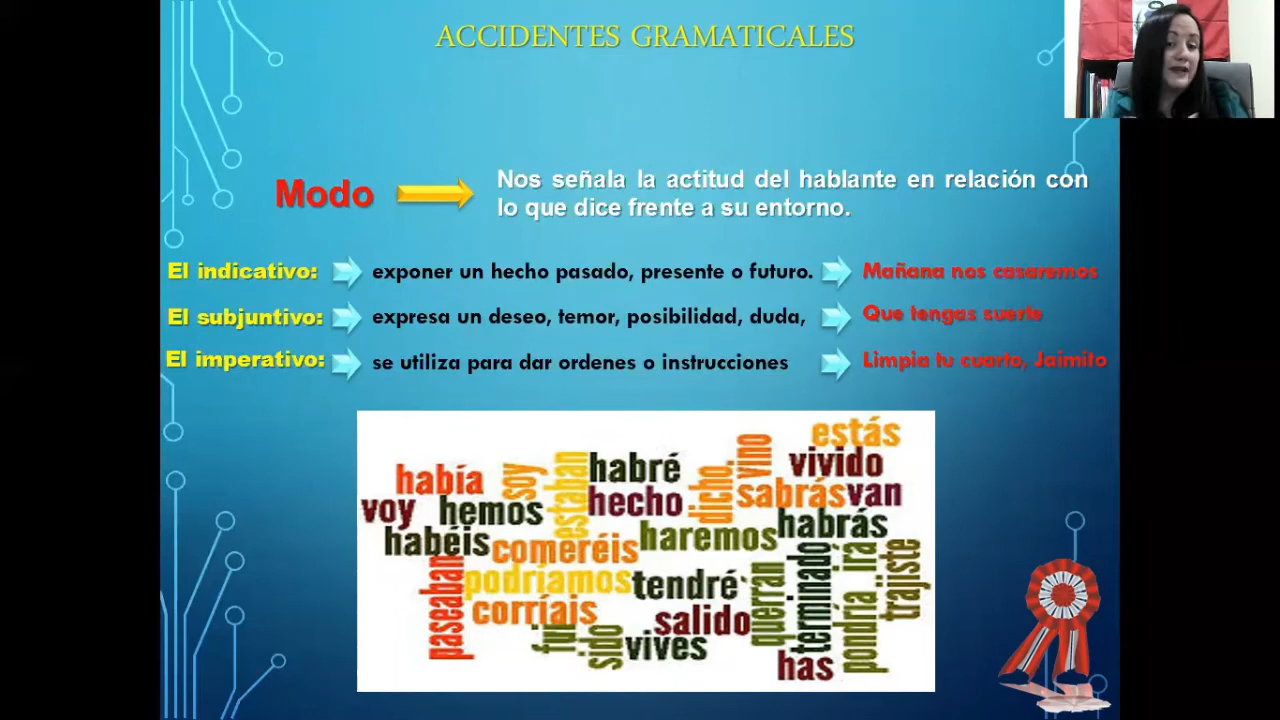 ACCIDENTES GRAMATICALES
Modo
Nos señala la actitud del hablante en relación con
lo que dice frente a su entorno.
El indicativo: exponer un hecho pasado, presente o futuro. Mañana nos casaremos
El subjuntivo: expresa un deseo, temor, posibilidad, duda, Que tengas suerte
El imperativo: se utiliza para dar ordenes o instrucciones Limpia tu cuarto, Jaimito
estás
vino
vivido
habré
había
soy
estaban
dicho
sabrás
van
hecho
voy
hemos
habrás
habéis
haremos
comeréis
terminado
irá
trajiste
paseaban
podríamos
tendré
querrán
pondría
corríais
salido
fui
sido
vives
has